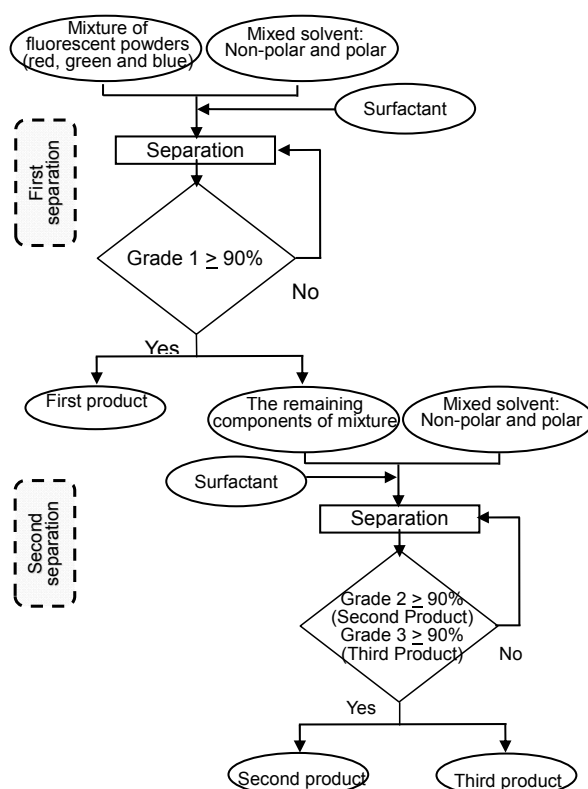 Mixture of
fluorescent powders
(red, green and blue)
Mixed solvent:
Non-polar and polar
Surfactant
First
separation
Separation
Grade 1 ≥ 90%
No
Yes
First product
The remaining
components of mixture
Mixed solvent:
Non-polar and polar
Surfactant
Second
separation
Separation
Grade 2 ≥ 90%
(Second Product)
Grade 3 ≥ 90%
(Third Product)
No
Yes
Second product
Third product